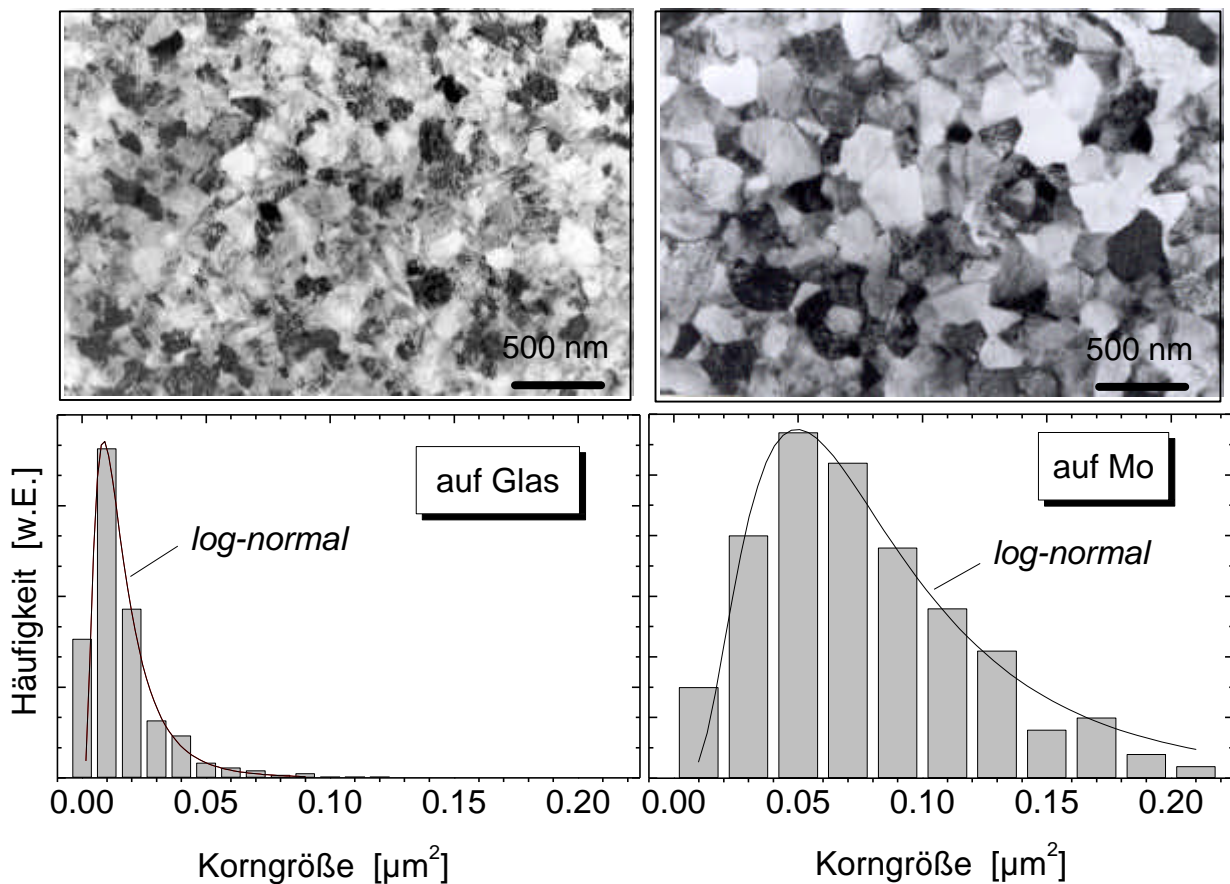 500 nm
500 nm
Häufigkeit [w.E.]
auf Glas
log-normal
0.00 0.05 0.10 0.15 0.20
Korngröße [µm²]
auf Mo
log-normal
0.00 0.05 0.10 0.15 0.20
Korngröße [µm²]